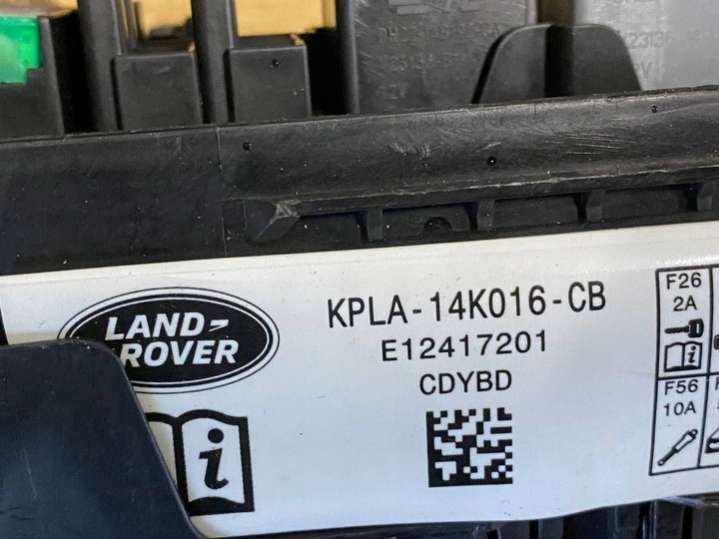 LAND-
ROVER
KPLA-14K016-CB
E12417201
CDYBD
i
F26
2A
i
F56
10A